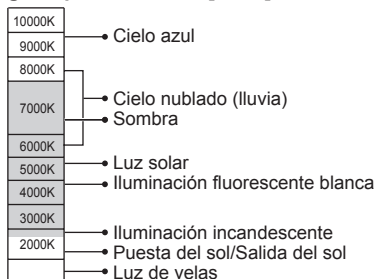 10000K
Cielo azul
9000K
8000K
Cielo nublado (lluvia)
7000K
Sombra
6000K
Luz solar
5000K
Iluminación fluorescente blanca
4000K
3000K
Iluminación incandescente
2000K
Puesta del sol/Salida del sol
Luz de velas